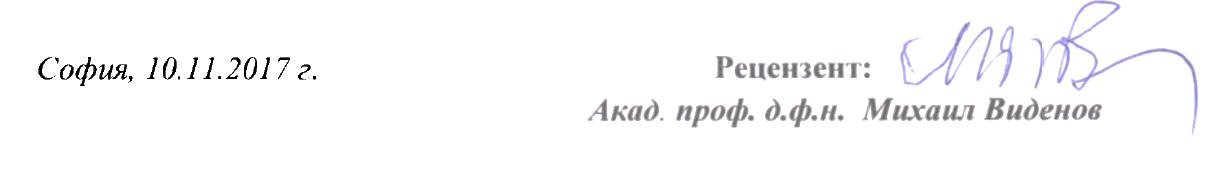 София, 10.11.2017 г.
Рецензент:
Акад. проф. д.ф.н. Михаил Виденов